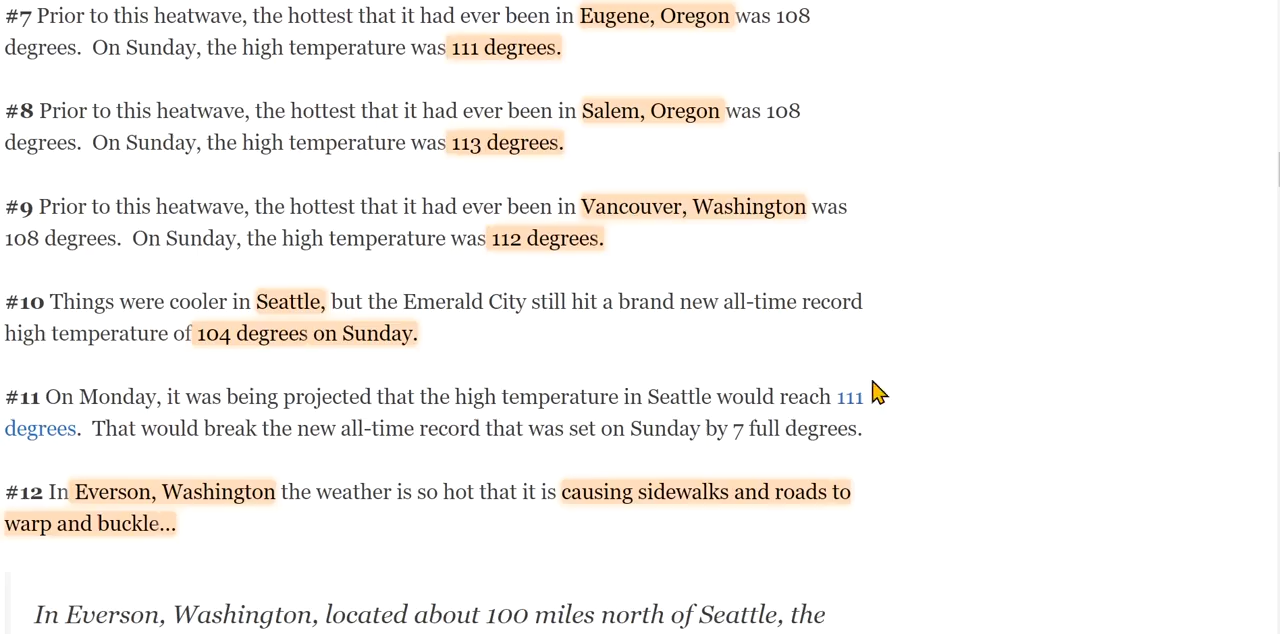 #7 Prior to this heatwave, the hottest that it had ever been in Eugene, Oregon was 108
degrees.  On Sunday, the high temperature was 111 degrees.
#8 Prior to this heatwave, the hottest that it had ever been in Salem, Oregon was 108
degrees.  On Sunday, the high temperature was 113 degrees.
#9 Prior to this heatwave, the hottest that it had ever been in Vancouver, Washington was
108 degrees.  On Sunday, the high temperature was 112 degrees.
#10 Things were cooler in Seattle, but the Emerald City still hit a brand new all-time record
high temperature of 104 degrees on Sunday.
#11 On Monday, it was being projected that the high temperature in Seattle would reach 111
degrees.  That would break the new all-time record that was set on Sunday by 7 full degrees.
#12 In Everson, Washington the weather is so hot that it is causing sidewalks and roads to
warp and buckle…
In Everson, Washington, located about 100 miles north of Seattle, the